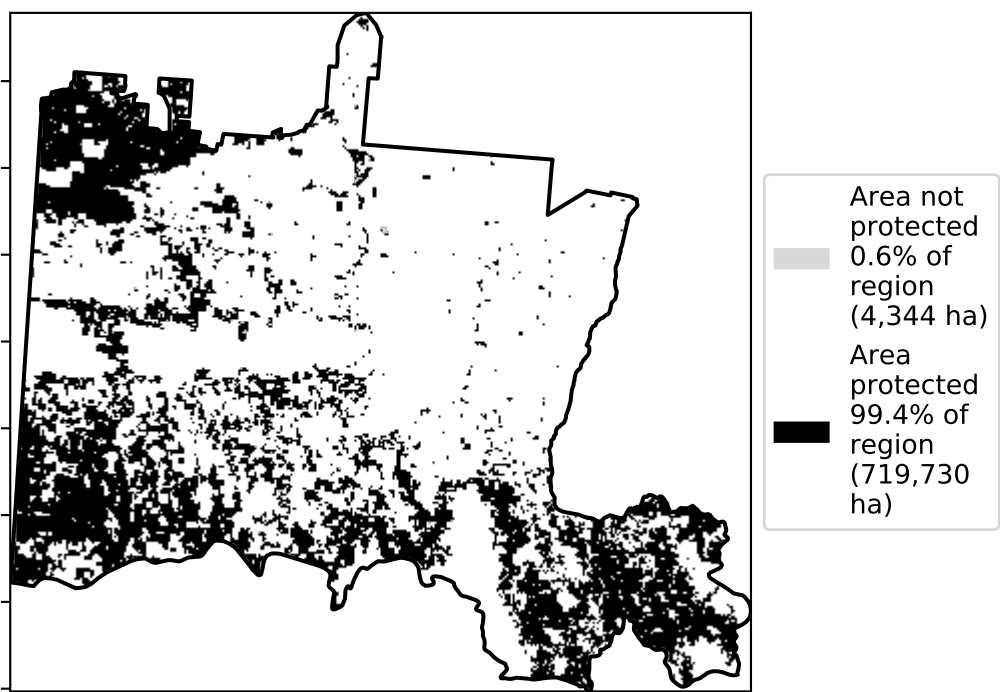 Area not
protected
0.6% of
region
(4,344 ha)
Area
protected
99.4% of
region
(719,730
ha)